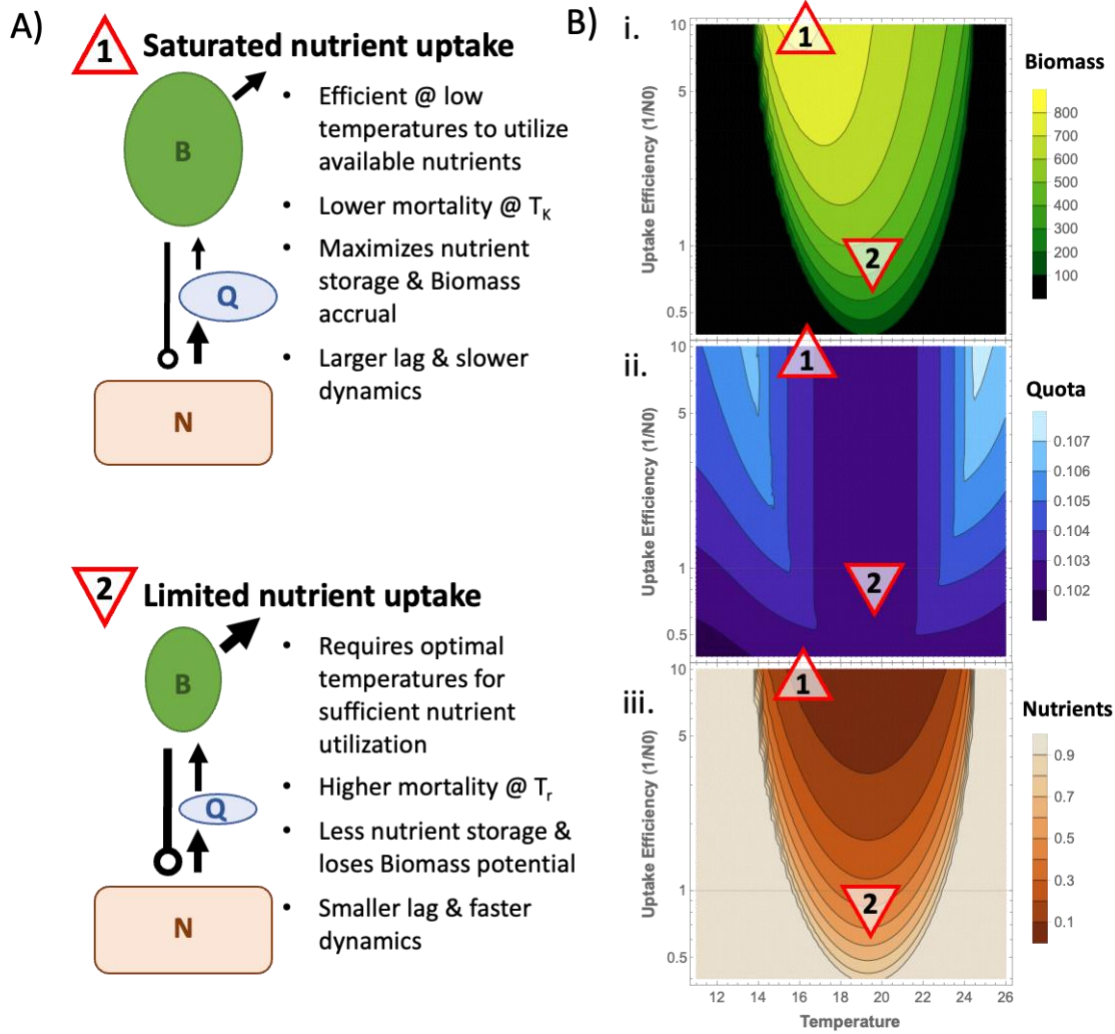 A)
1
Saturated nutrient uptake
B
Q
N
• Efficient @ low
temperatures to utilize
available nutrients
• Lower mortality @ TK
• Maximizes nutrient
storage & Biomass
accrual
• Larger lag & slower
dynamics
2
Limited nutrient uptake
B
Q
N
• Requires optimal
temperatures for
sufficient nutrient
utilization
• Higher mortality @ Tr
• Less nutrient storage &
loses Biomass potential
• Smaller lag & faster
dynamics
B)
i.
Uptake Efficiency (1/N0)
10
5
1
0.5
1
2
Biomass
800
700
600
500
400
300
200
100
ii.
Uptake Efficiency (1/N0)
10
5
1
0.5
1
2
Quota
0.107
0.106
0.105
0.104
0.103
0.102
iii.
Uptake Efficiency (1/N0)
10
5
1
0.5
1
2
Nutrients
0.9
0.7
0.5
0.3
0.1
12 14 16 18 20 22 24 26
Temperature